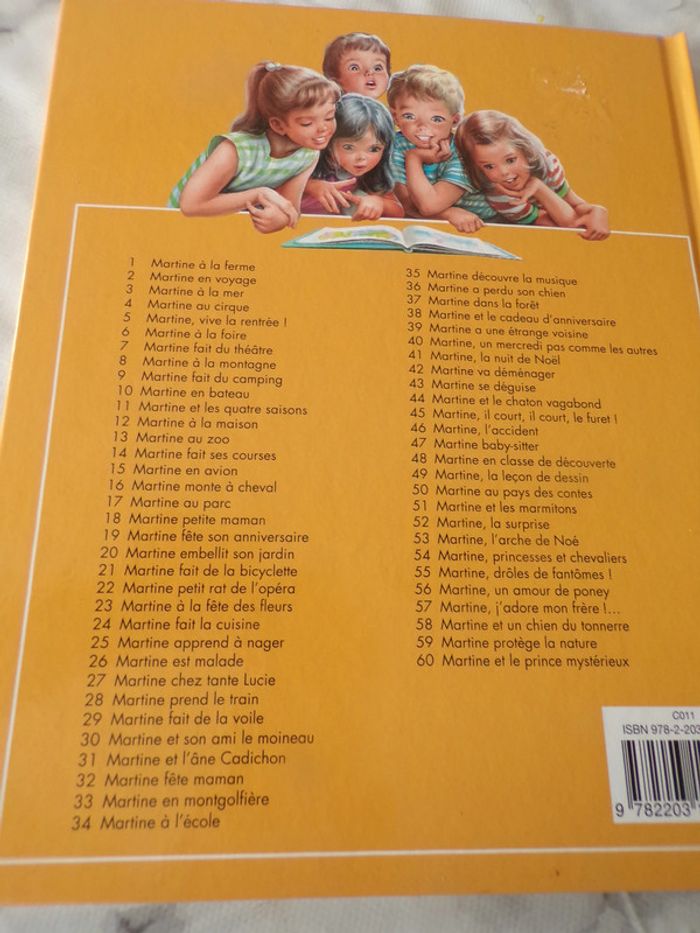 1 Martine à la ferme
2 Martine en voyage
3 Martine à la mer
4 Martine au cirque
5 Martine, vive la rentrée !
6 Martine à la foire
7 Martine fait du théâtre
8 Martine à la montagne
9 Martine fait du camping
10 Martine en bateau
11 Martine et les quatre saisons
12 Martine à la maison
13 Martine au zoo
14 Martine fait ses courses
15 Martine en avion
16 Martine monte à cheval
17 Martine au parc
18 Martine petite maman
19 Martine fête son anniversaire
20 Martine embellit son jardin
21 Martine fait de la bicyclette
22 Martine petit rat de l'opéra
23 Martine à la fête des fleurs
24 Martine fait la cuisine
25 Martine apprend à nager
26 Martine est malade
27 Martine chez tante Lucie
28 Martine prend le train
29 Martine fait de la voile
30 Martine et son ami le moineau
31 Martine et l'âne Cadichon
32 Martine fête maman
33 Martine en montgolfière
34 Martine à l'école
35 Martine découvre la musique
36 Martine a perdu son chien
37 Martine dans la forêt
38 Martine et le cadeau d'anniversaire
39 Martine a une étrange voisine
40 Martine, un mercredi pas comme les autres
41 Martine, la nuit de Noël
42 Martine va déménager
43 Martine se déguise
44 Martine et le chaton vagabond
45 Martine, il court, il court, le furet !
46 Martine, l'accident
47 Martine baby-sitter
48 Martine en classe de découverte
49 Martine, la leçon de dessin
50 Martine au pays des contes
51 Martine et les marmitons
52 Martine, la surprise
53 Martine, l'arche de Noé
54 Martine, princesses et chevaliers
55 Martine, drôles de fantômes !
56 Martine, un amour de poney
57 Martine, j'adore mon frère !...
58 Martine et un chien du tonnerre
59 Martine protège la nature
60 Martine et le prince mystérieux
C011
ISBN 978-2-203
9 782203